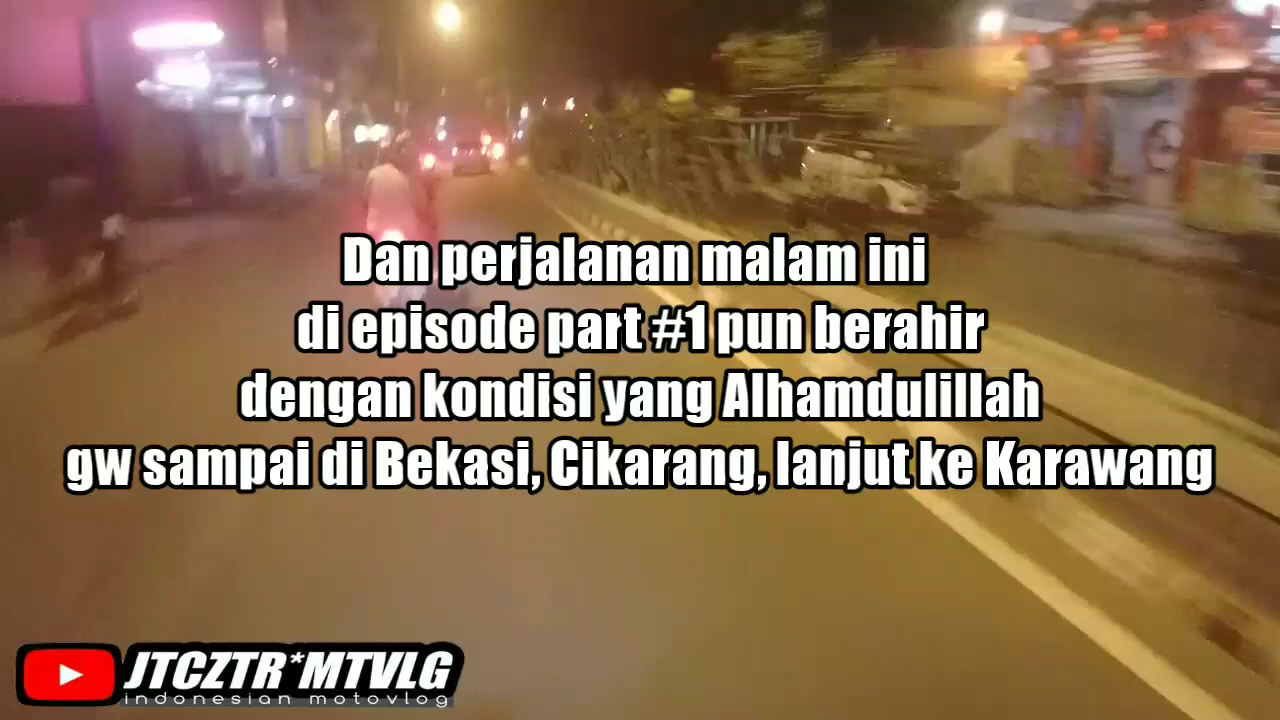 Dan perjalanan malam ini
di episode part #1 pun berahir
dengan kondisi yang Alhamdulillah
gw sampai di Bekasi, Cikarang, lanjut ke Karawang
JTCZTR*MTVLG
indonesian motovlog